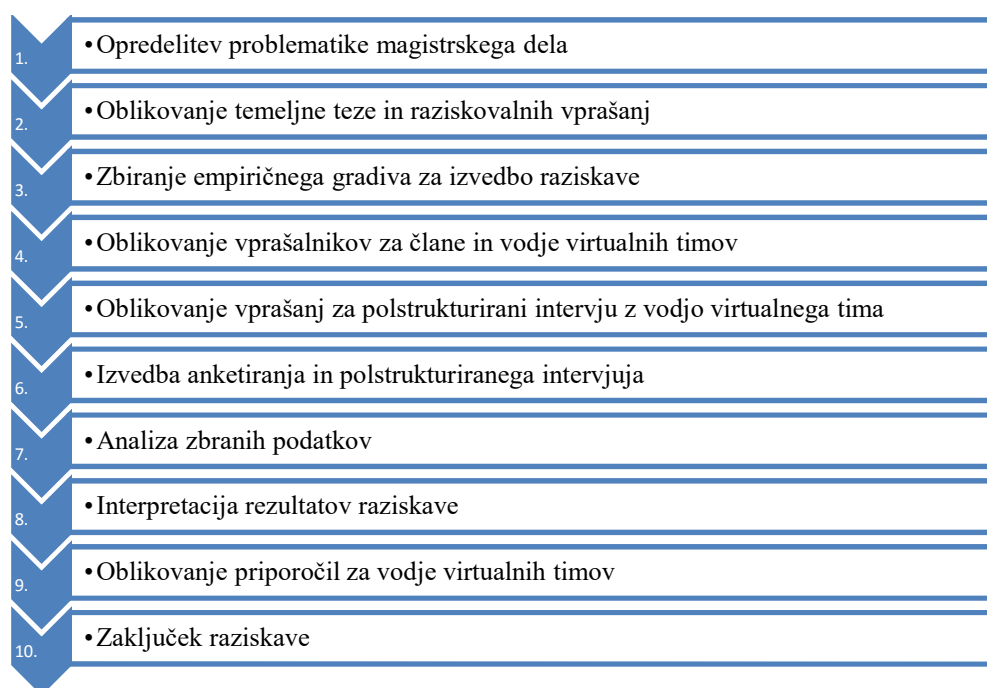 1. •Opredelitev problematike magistrskega dela
2. •Oblikovanje temeljne teze in raziskovalnih vprašanj
3. •Zbiranje empiričnega gradiva za izvedbo raziskave
4. •Oblikovanje vprašalnikov za člane in vodje virtualnih timov
5. •Oblikovanje vprašanj za polstrukturirani intervju z vodjo virtualnega tima
6. •Izvedba anketiranja in polstrukturiranega intervjuja
7. •Analiza zbranih podatkov
8. •Interpretacija rezultatov raziskave
9. •Oblikovanje priporočil za vodje virtualnih timov
10. •Zaključek raziskave